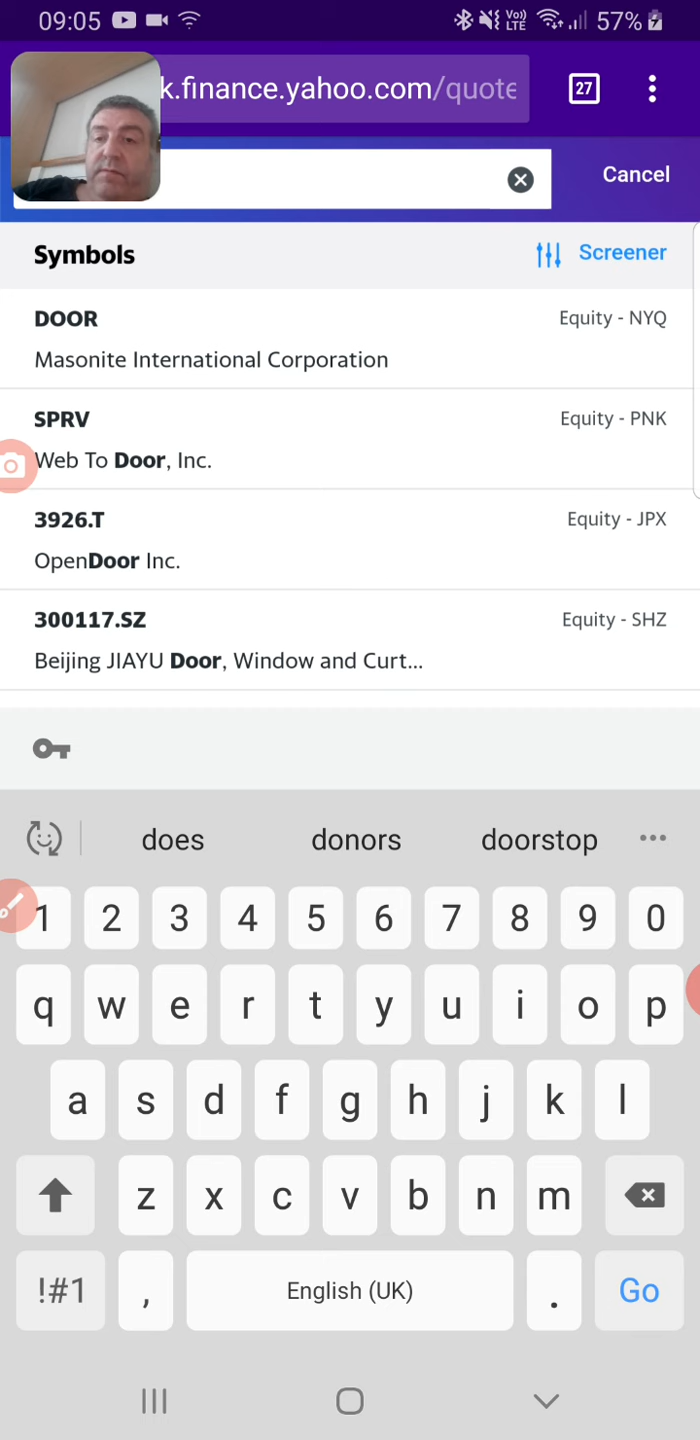 09:05
Vo)) LTE 57%
k.finance.yahoo.com/quote
27
Cancel
Symbols
Screener
DOOR
Equity - NYQ
Masonite International Corporation
SPRV
Equity - PNK
Web To Door, Inc.
3926.T
Equity - JPX
OpenDoor Inc.
300117.SZ
Equity - SHZ
Beijing JIAYU Door, Window and Curt...
does donors doorstop
1 2 3 4 5 6 7 8 9 0
q w e r t y u i o p
a s d f g h j k l
z x c v b n m
!#1 , English (UK) . Go